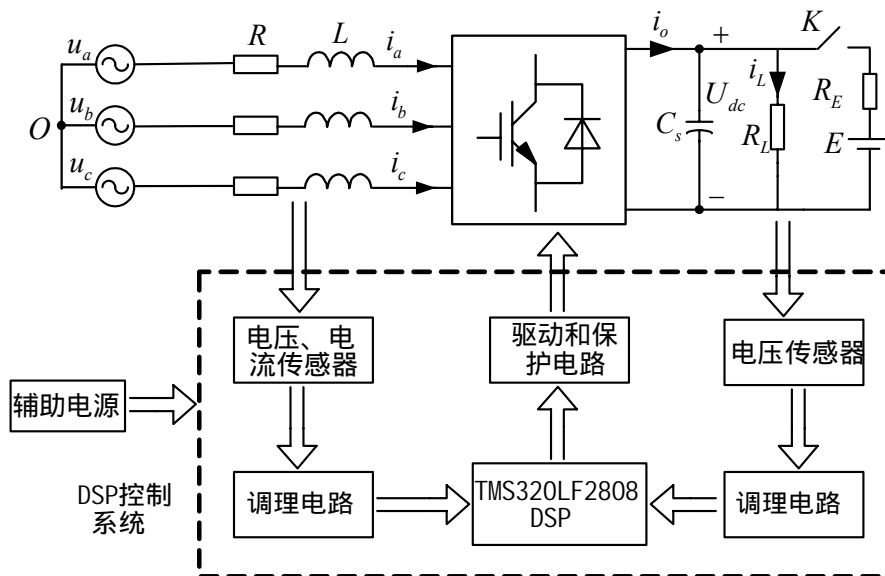 u_a
R
L
i_a
i_o
+
K
u_b
i_b
O
i_L
U_dc
R_E
C_s
R_L
E
u_c
i_c
−
电压、电
流传感器
驱动和保
护电路
电压传感器
辅助电源
DSP控制
系统
调理电路
TMS320LF2808
DSP
调理电路